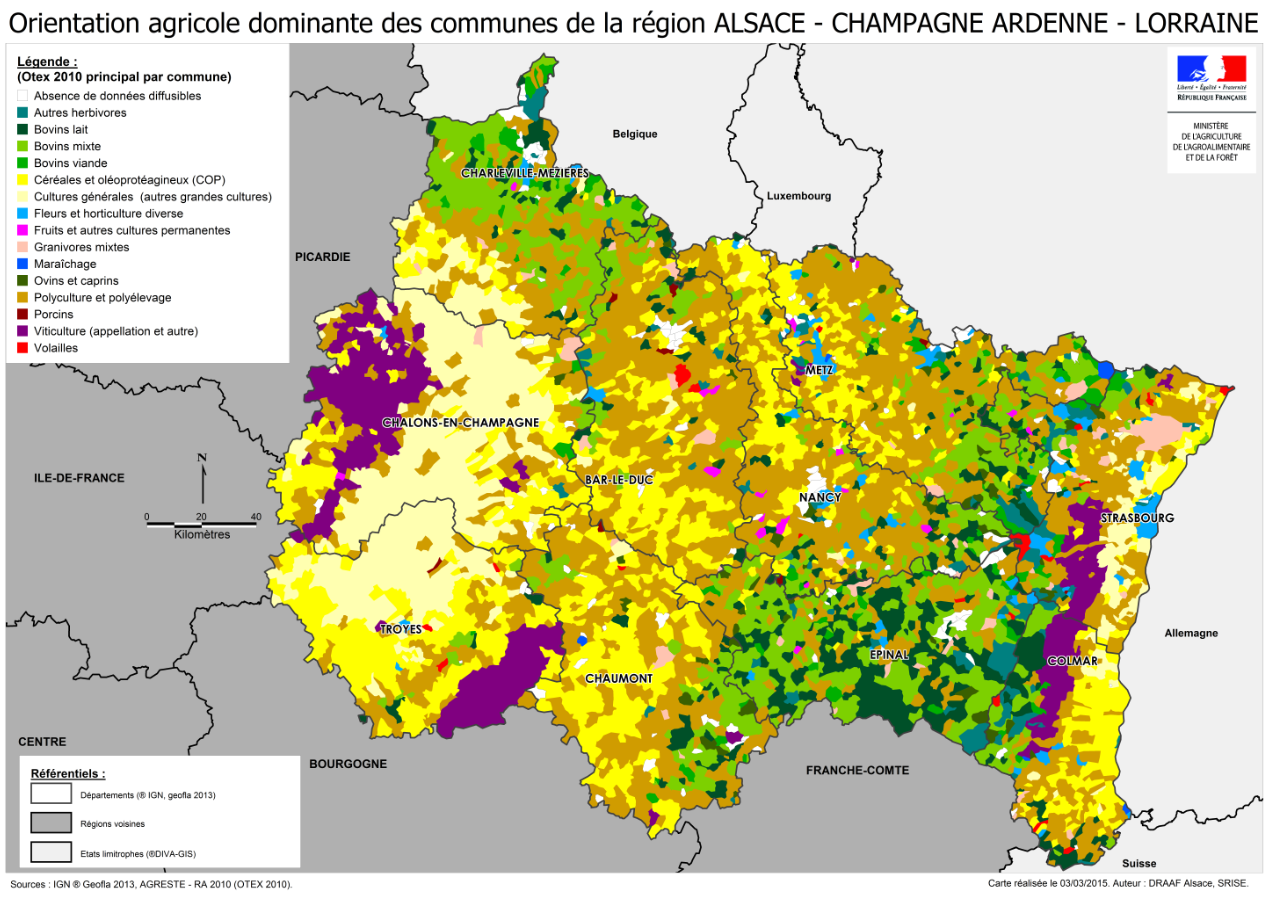 Orientation agricole dominante des communes de la région ALSACE - CHAMPAGNE ARDENNE - LORRAINE
Légende :
(Otex 2010 principal par commune)
Absence de données diffusibles
Autres herbivores
Bovins lait
Bovins mixte
Bovins viande
Céréales et oléoprotéagineux (COP)
Cultures générales (autres grandes cultures)
Fleurs et horticulture diverse
Fruits et autres cultures permanentes
Granivores mixtes
Maraîchage
Ovins et caprins
Polyculture et polyélevage
Porcins
Viticulture (appellation et autre)
Volailles
Liberté • Égalité • Fraternité
RÉPUBLIQUE FRANÇAISE
MINISTÈRE
DE L'AGRICULTURE
DE L'AGROALIMENTAIRE
ET DE LA FORÊT
Belgique
Luxembourg
CHARLEVILLE-MEZIERES
PICARDIE
METZ
CHALONS-EN-CHAMPAGNE
ILE-DE-FRANCE
N
BAR-LE-DUC
NANCY
STRASBOURG
0 20 40
Kilomètres
TROYES
Allemagne
EPINAL
COLMAR
CHAUMONT
CENTRE
BOURGOGNE
FRANCHE-COMTE
Référentiels :
Départements (® IGN, geofla 2013)
Régions voisines
Etats limitrophes (®DIVA-GIS)
Suisse
Sources : IGN ® Geofla 2013, AGRESTE - RA 2010 (OTEX 2010).
Carte réalisée le 03/03/2015. Auteur : DRAAF Alsace, SRISE.